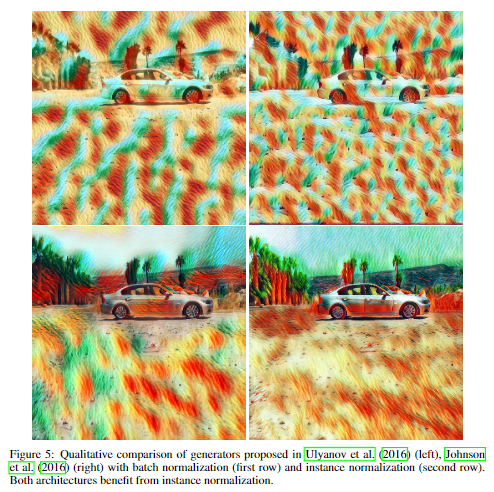 Figure 5: Qualitative comparison of generators proposed in Ulyanov et al. (2016) (left), Johnson
et al. (2016) (right) with batch normalization (first row) and instance normalization (second row).
Both architectures benefit from instance normalization.